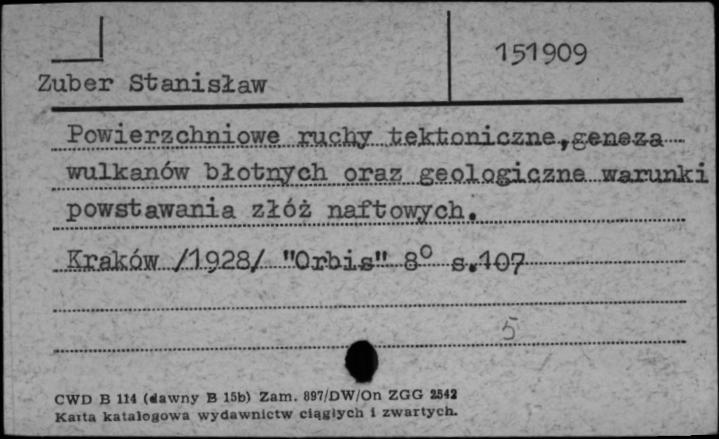 151909
Zuber Stanisław
Powierzchniowe ruchy tektoniczne,geneza
wulkanów błotnych oraz geologiczne warunki
powstawania złóż naftowych.
Kraków /1928/ "Orbis" 8° s.107
5
CWD B 114 (dawny B 15b) Zam. 897/DW/On ZGG 2542
Karta katalogowa wydawnictw ciągłych i zwartych.